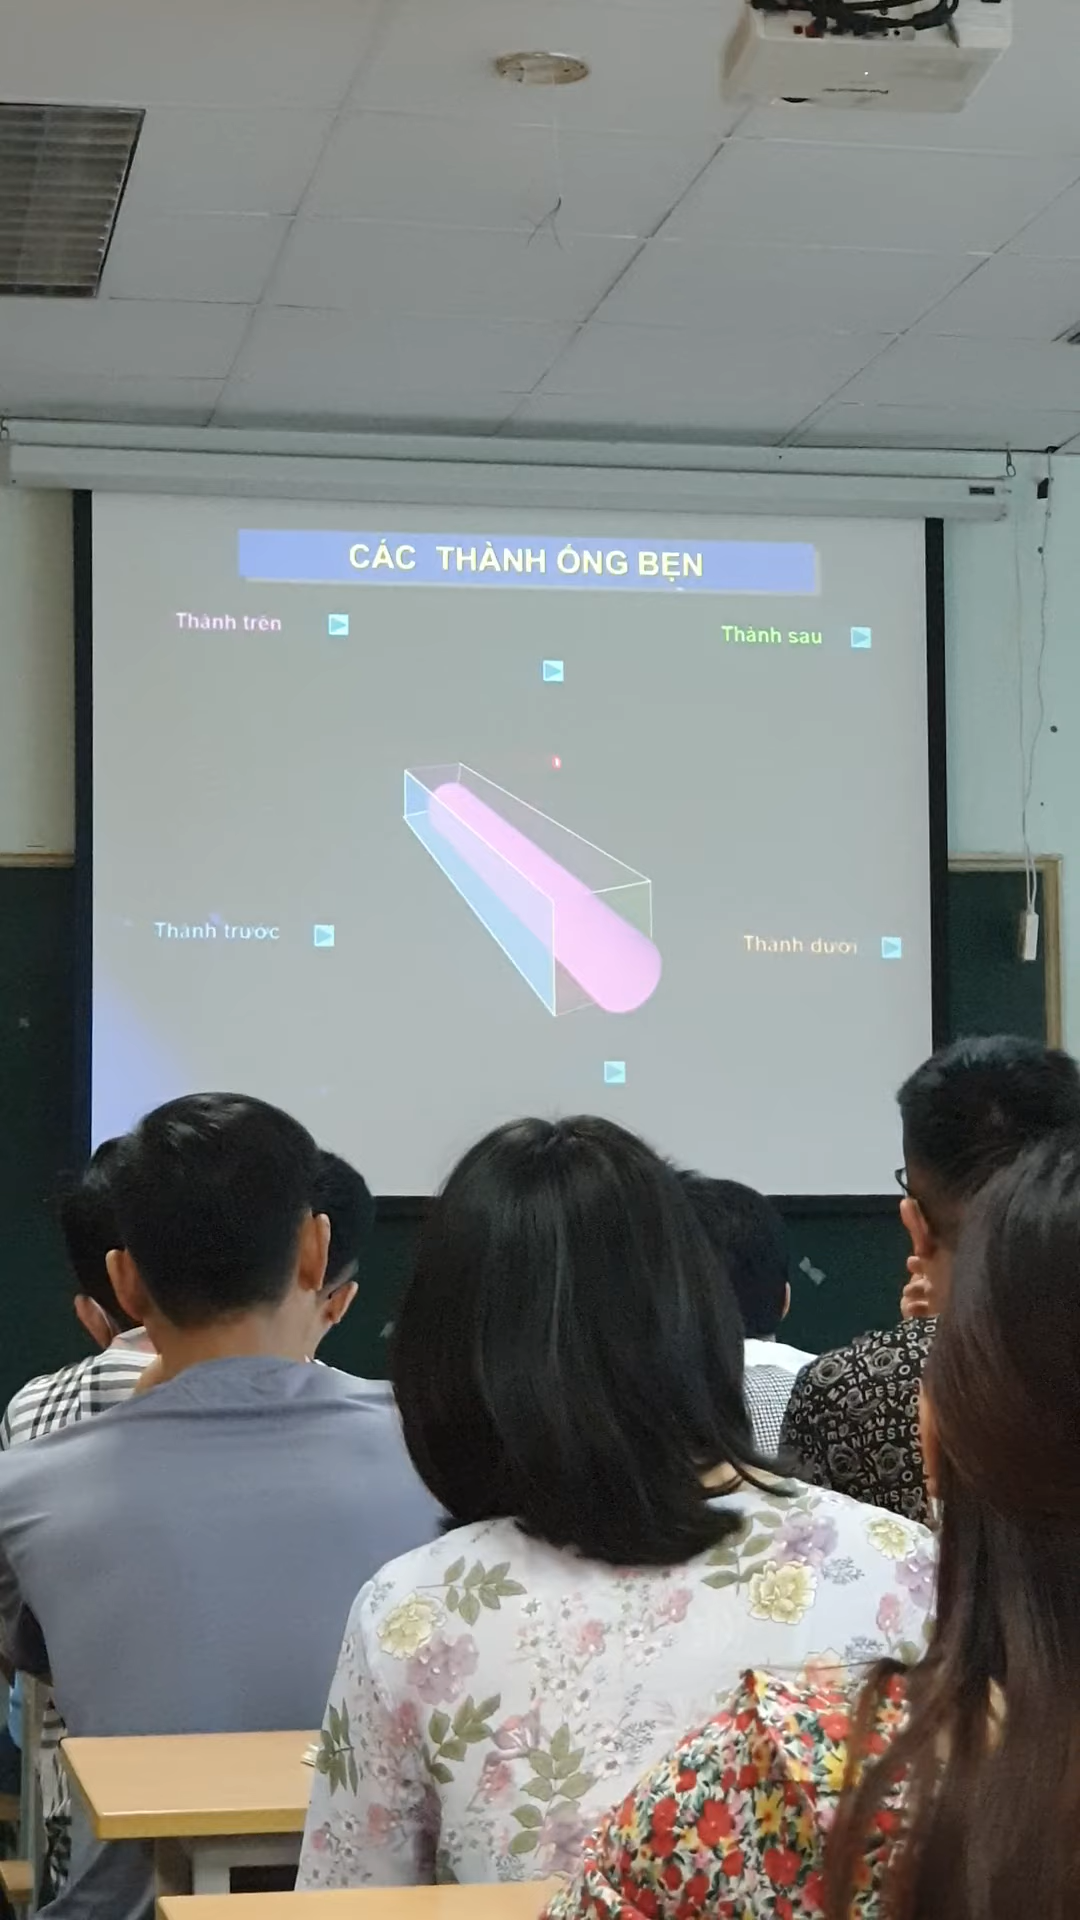 CÁC THÀNH ỐNG BẸN
Thành trên
Thành sau
Thành trước
Thành dưới